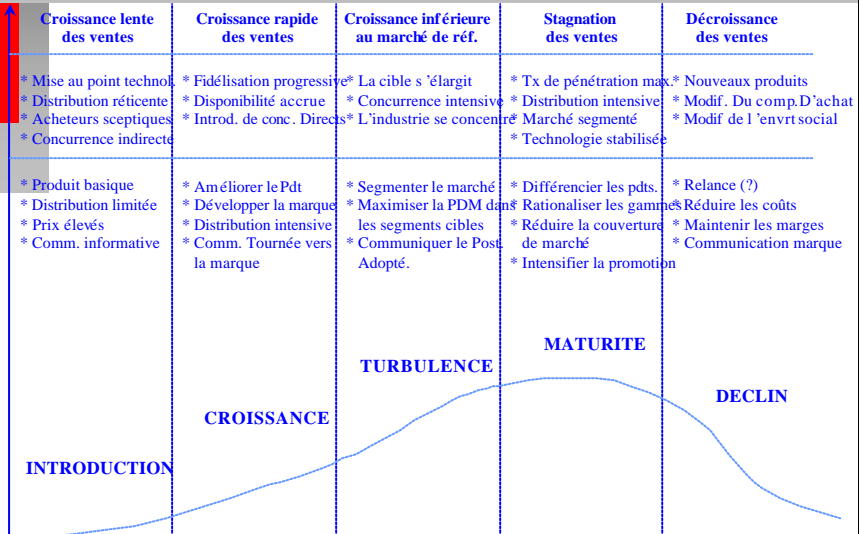 Croissance lente
des ventes
Croissance rapide
des ventes
Croissance inférieure
au marché de réf.
Stagnation
des ventes
Décroissance
des ventes
* Mise au point technol.
* Distribution réticente
* Acheteurs sceptiques
* Concurrence indirecte
* Fidélisation progressive
* Disponibilité accrue
* Introd. de conc. Directs
* La cible s ’élargit
* Concurrence intensive
* L’industrie se concentre
* Tx de pénétration max.
* Distribution intensive
* Marché segmenté
* Technologie stabilisée
* Nouveaux produits
* Modif. Du comp.D’achat
* Modif de l ’envrt social
* Produit basique
* Distribution limitée
* Prix élevés
* Comm. informative
* Améliorer le Pdt
* Développer la marque
* Distribution intensive
* Comm. Tournée vers
la marque
* Segmenter le marché
* Maximiser la PDM dans
les segments cibles
* Communiquer le Post.
Adopté.
* Différencier les pdts.
* Rationaliser les gammes
* Réduire la couverture
de marché
* Intensifier la promotion
* Relance (?)
* Réduire les coûts
* Maintenir les marges
* Communication marque
INTRODUCTION
CROISSANCE
TURBULENCE
MATURITE
DECLIN